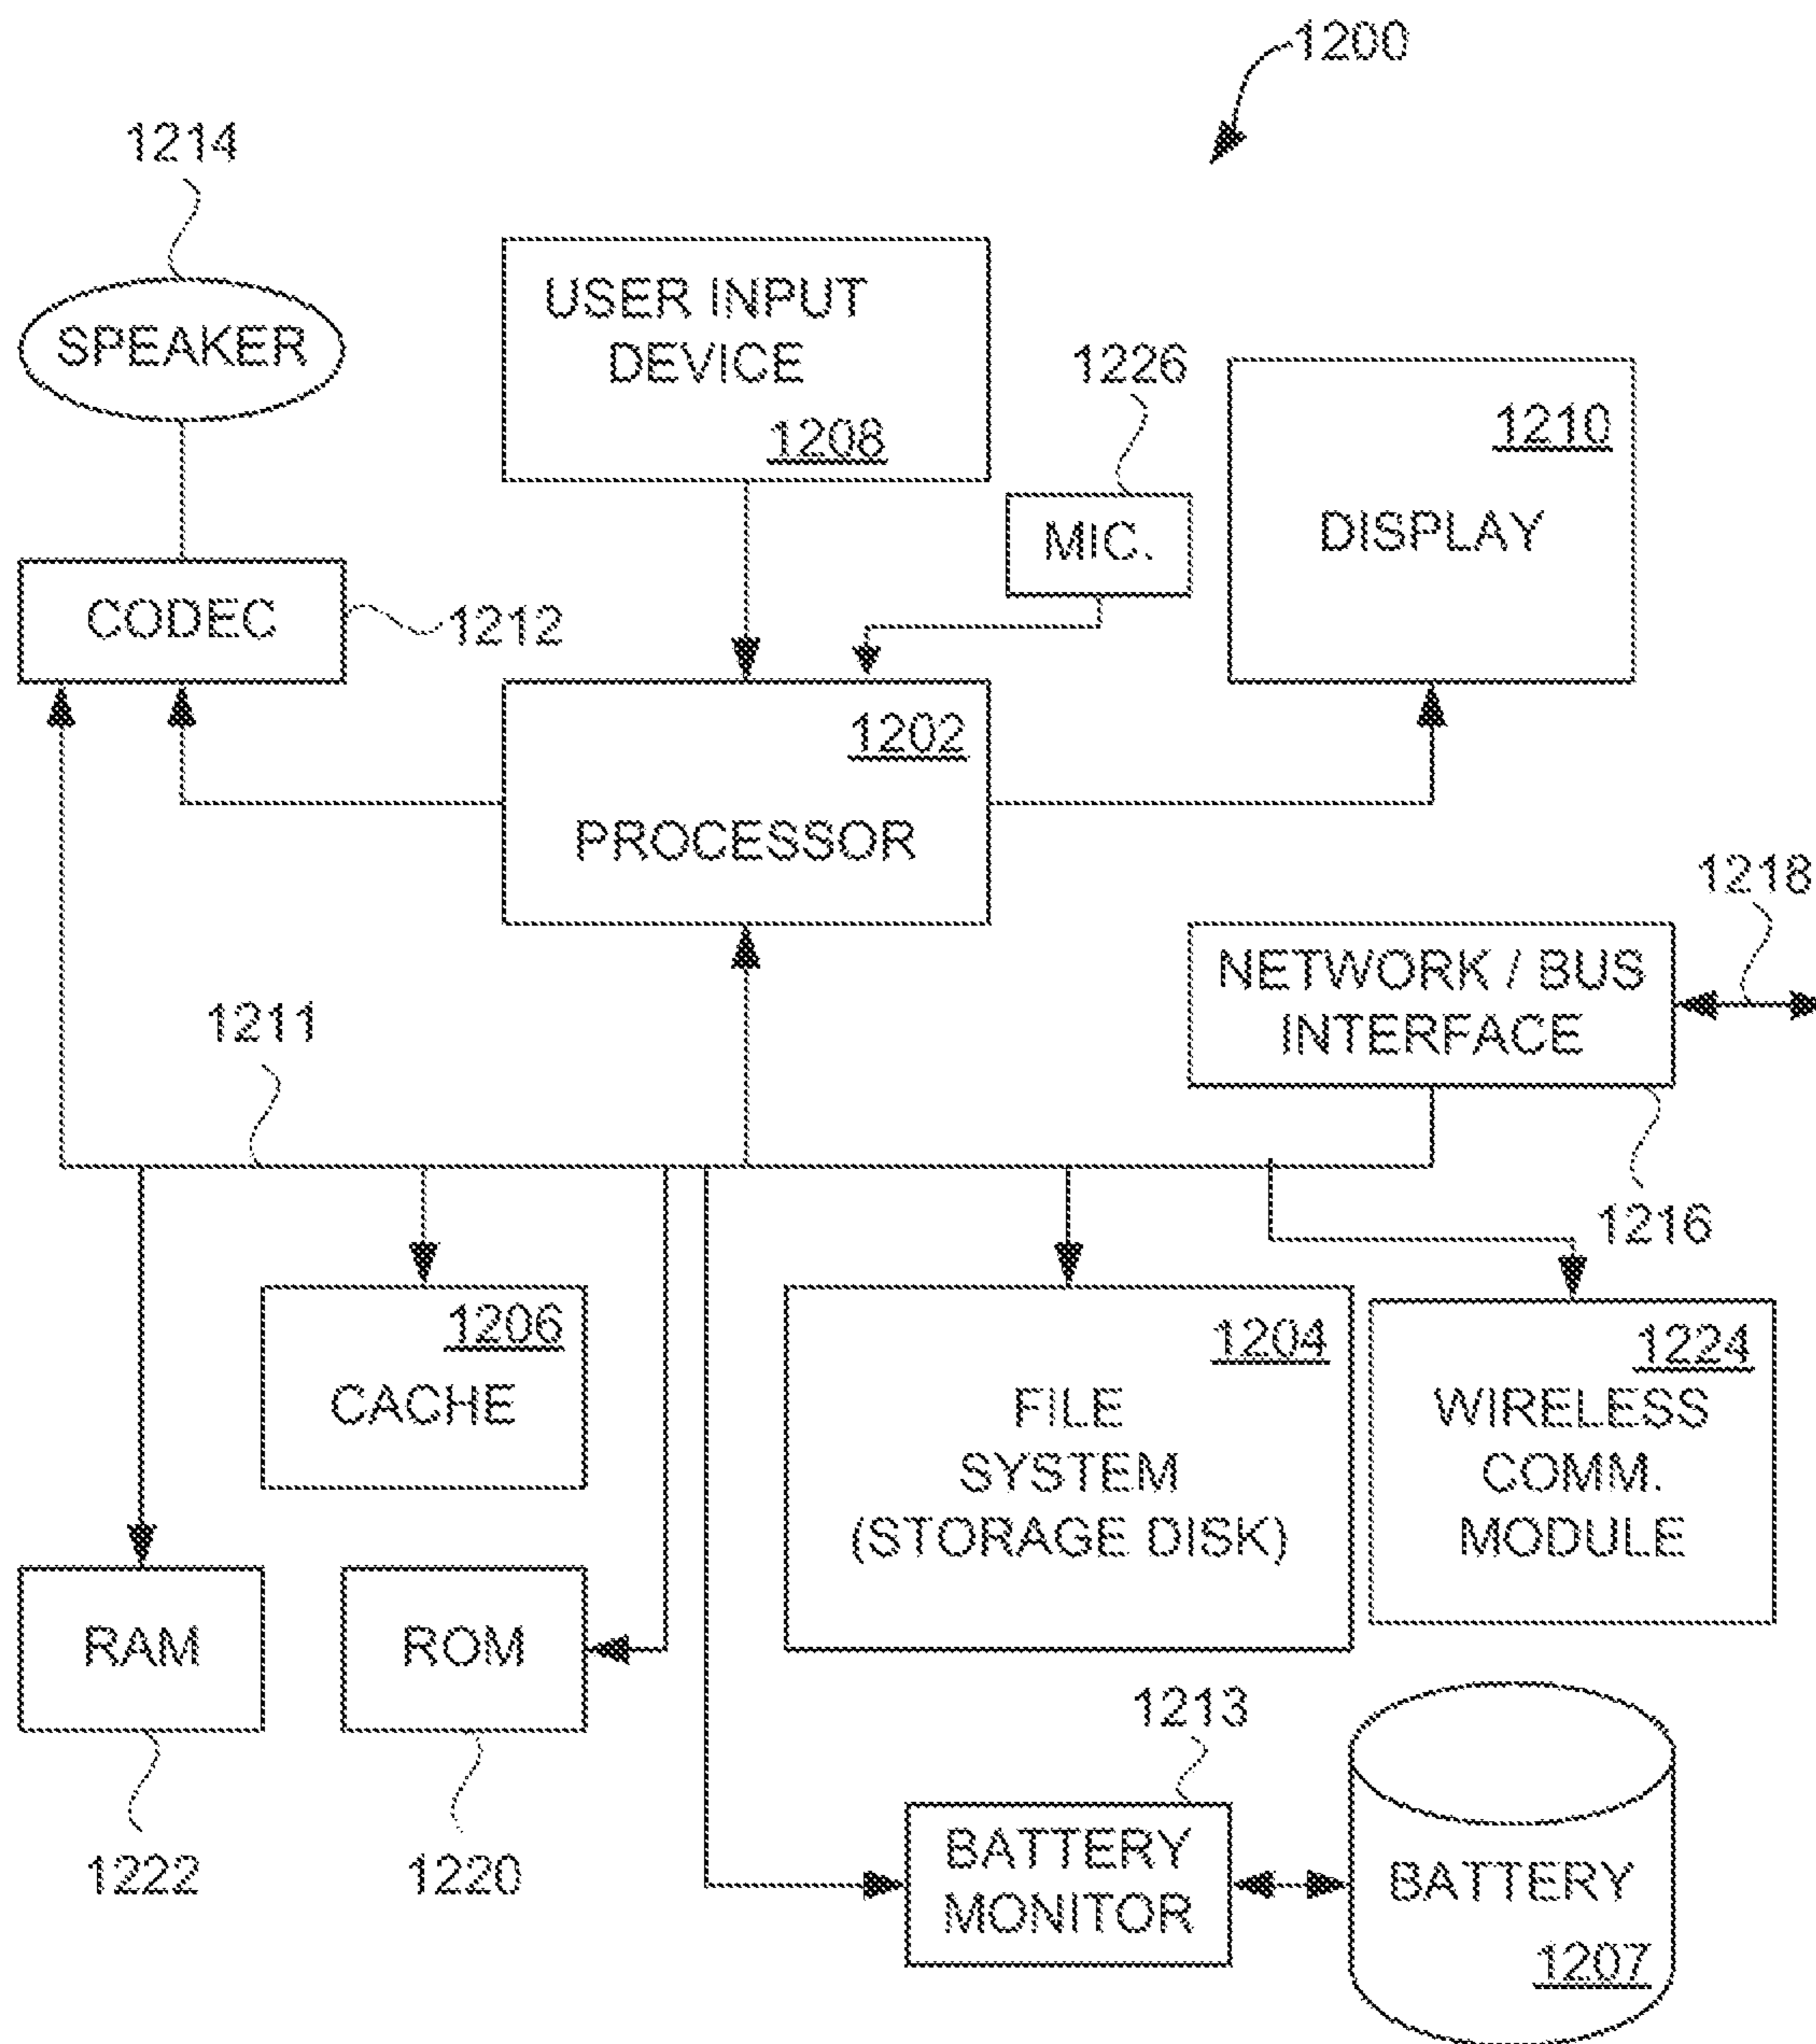 1200
1214
SPEAKER
USER INPUT
DEVICE
1208
1226
MIC.
1210
DISPLAY
CODEC
1212
1202
PROCESSOR
1218
NETWORK / BUS
INTERFACE
1211
1216
1206
CACHE
1204
FILE
SYSTEM
(STORAGE DISK)
1224
WIRELESS
COMM.
MODULE
RAM
ROM
1222
1220
1213
BATTERY
MONITOR
BATTERY
1207